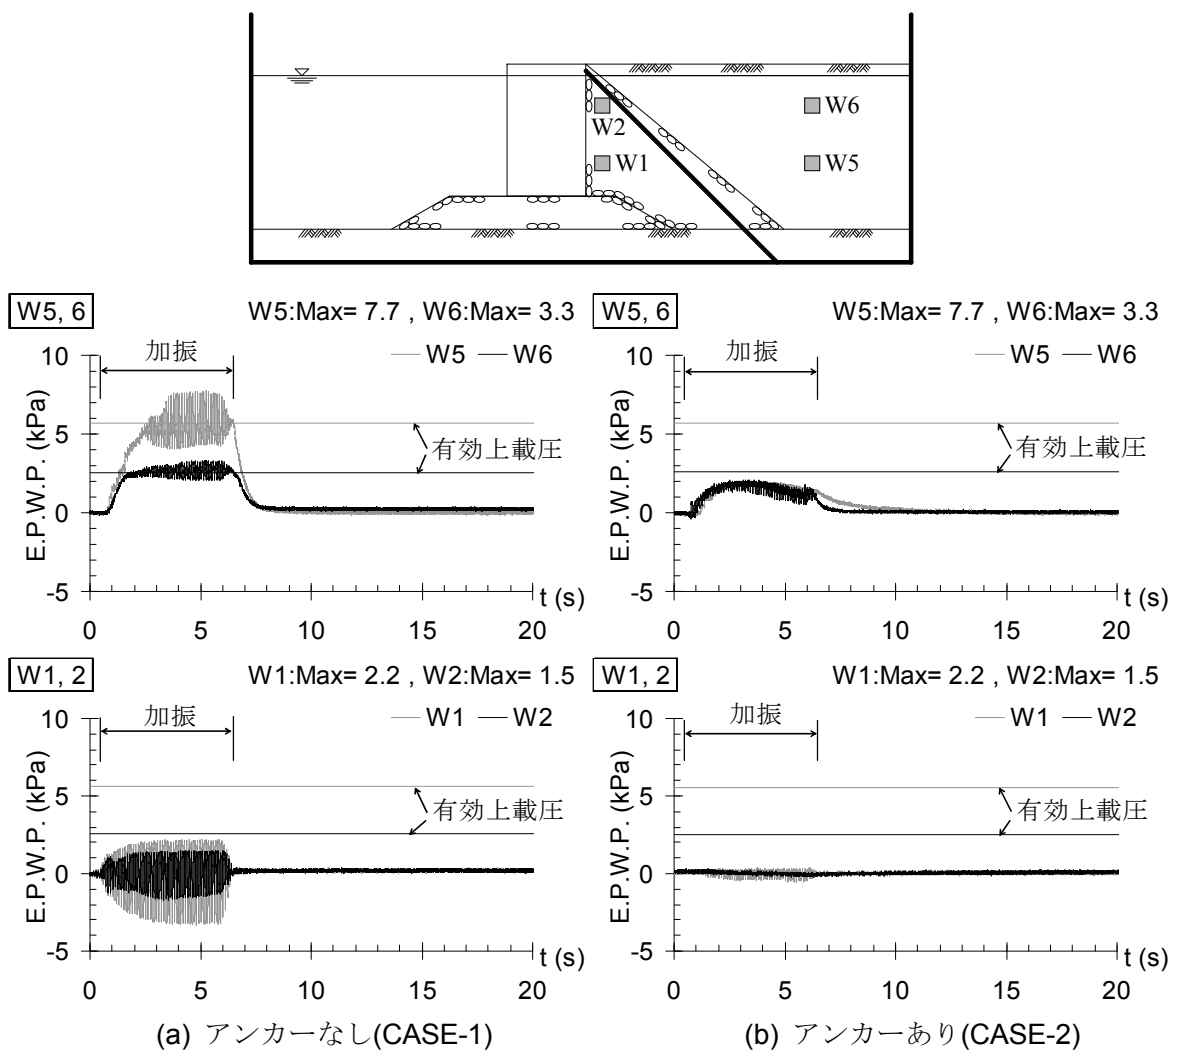 W6
W2
W1
W5
W5, 6
W5:Max= 7.7 , W6:Max= 3.3
10
加振
W5
W6
E.P.W.P. (kPa)
5
有効上載圧
0
-5
t (s)
0
5
10
15
20
W5, 6
W5:Max= 7.7 , W6:Max= 3.3
10
加振
W5
W6
E.P.W.P. (kPa)
5
有効上載圧
0
-5
t (s)
0
5
10
15
20
W1, 2
W1:Max= 2.2 , W2:Max= 1.5
10
加振
W1
W2
E.P.W.P. (kPa)
5
有効上載圧
0
-5
t (s)
0
5
10
15
20
W1, 2
W1:Max= 2.2 , W2:Max= 1.5
10
加振
W1
W2
E.P.W.P. (kPa)
5
有効上載圧
0
-5
t (s)
0
5
10
15
20
(a) アンカーなし(CASE-1)
(b) アンカーあり(CASE-2)